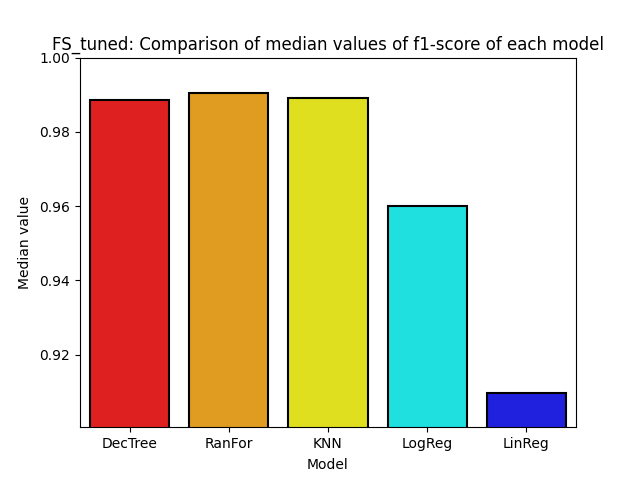 FS_tuned: Comparison of median values of f1-score of each model
1.00
0.98
0.96
0.94
0.92
Median value
DecTree RanFor KNN LogReg LinReg
Model